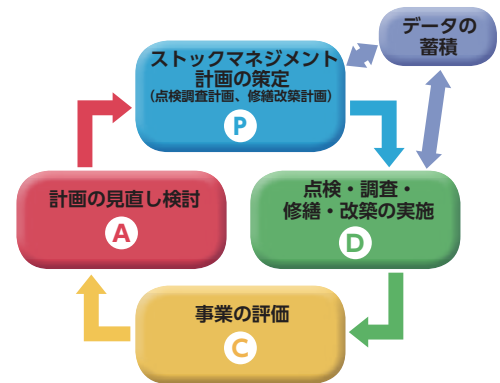 データの
蓄積
ストックマネジメント
計画の策定
（点検調査計画、修繕改築計画）
P
計画の見直し検討
A
点検・調査・
修繕・改築の実施
D
事業の評価
C